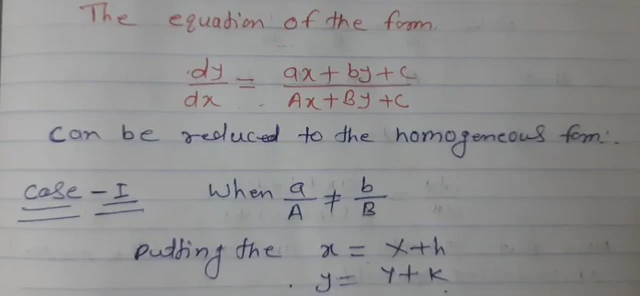 The equation of the form.
dy/dx = ax + by + c / Ax + By + C
can be reduced to the homogeneous form:.
Case - I When a/A ≠ b/B
putting the x = X+h
y = Y+k